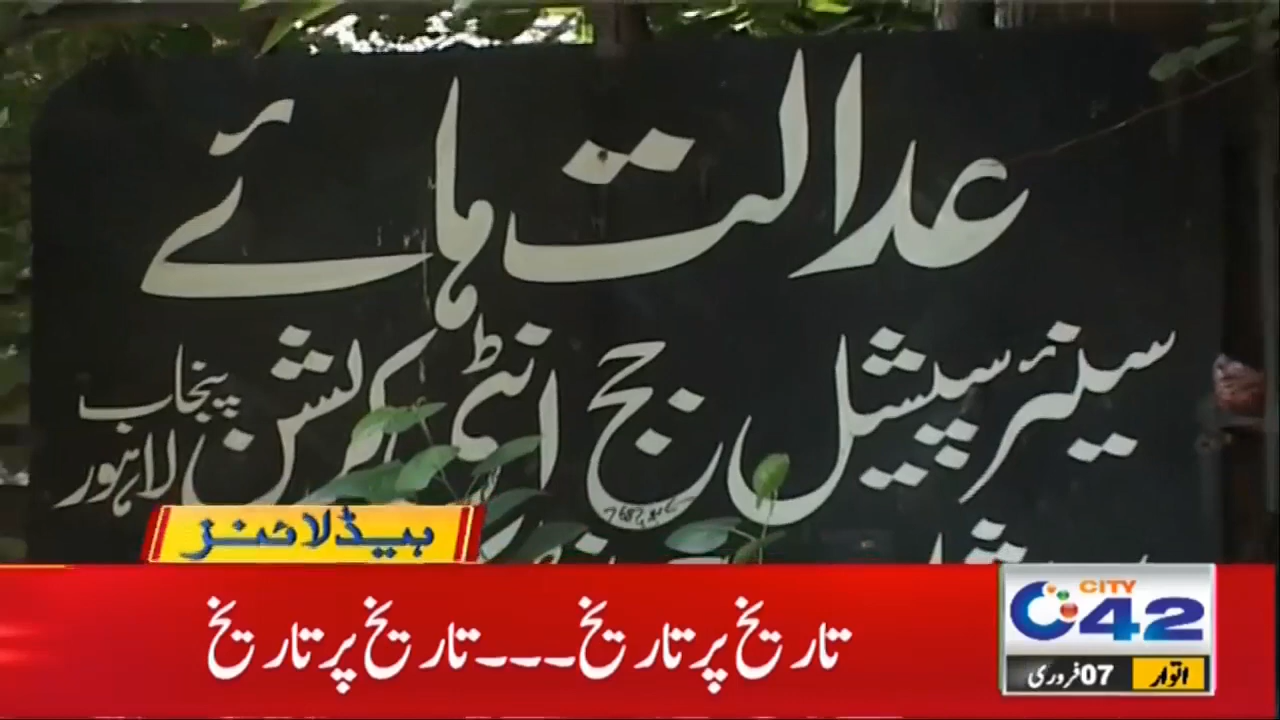 عدالت ہائے
سینئر سپیشل جج انٹی کرپشن پنجاب لاہور
ہیڈلائنز
تاریخ پر تاریخ۔۔۔تاریخ پر تاریخ
CITY
42
اتوار 07 فروری